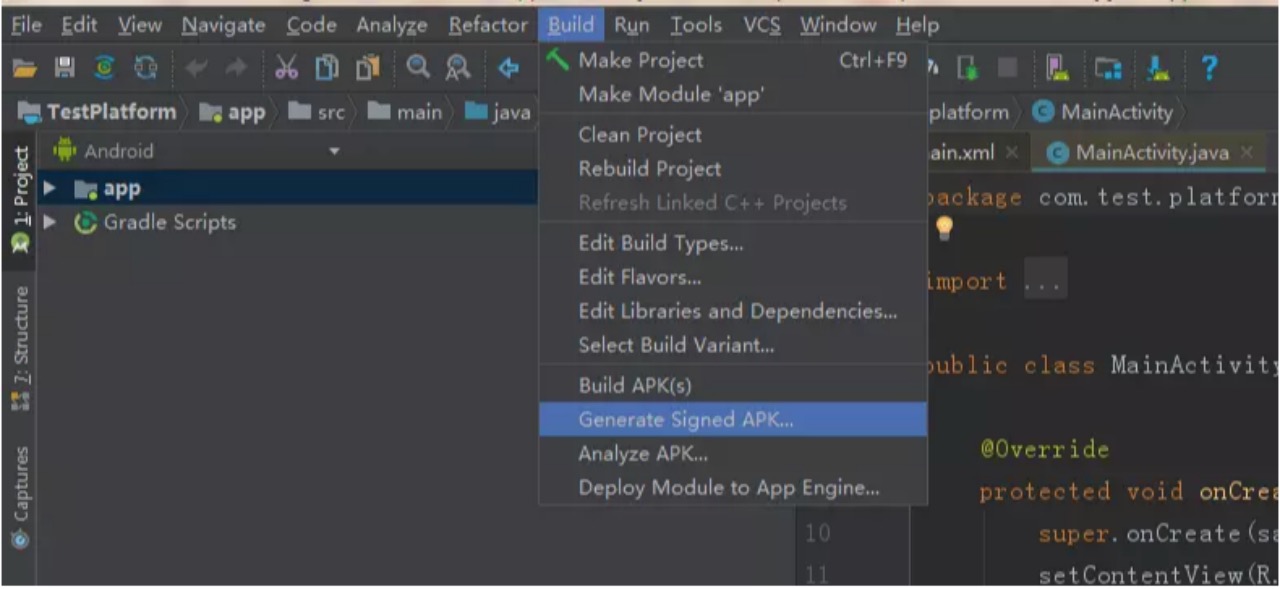 File Edit View Navigate Code Analyze Refactor Build Run Tools VCS Window Help
Make Project Ctrl+F9
Make Module 'app'
TestPlatform app src main java platform MainActivity
Clean Project
Android
ain.xml MainActivity.java
Rebuild Project
1: Project
app
package com.test.platform
Refresh Linked C++ Projects
Gradle Scripts
Edit Build Types...
Edit Flavors...
import ...
Edit Libraries and Dependencies...
7: Structure
Select Build Variant...
public class MainActivity
Build APK(s)
Generate Signed APK...
Analyze APK...
@Override
Captures
Deploy Module to App Engine...
protected void onCrea
10 super.onCreate(sa
11 setContentView(R.